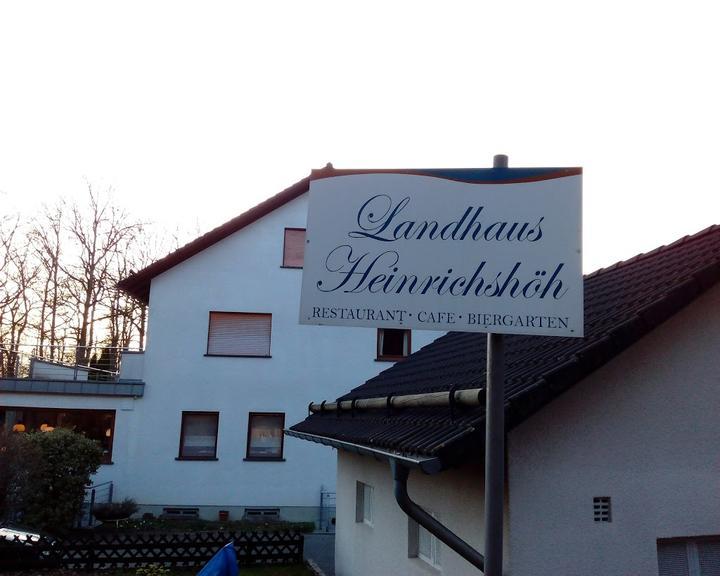 Landhaus
Heinrichshöh
RESTAURANT · CAFE · BIERGARTEN